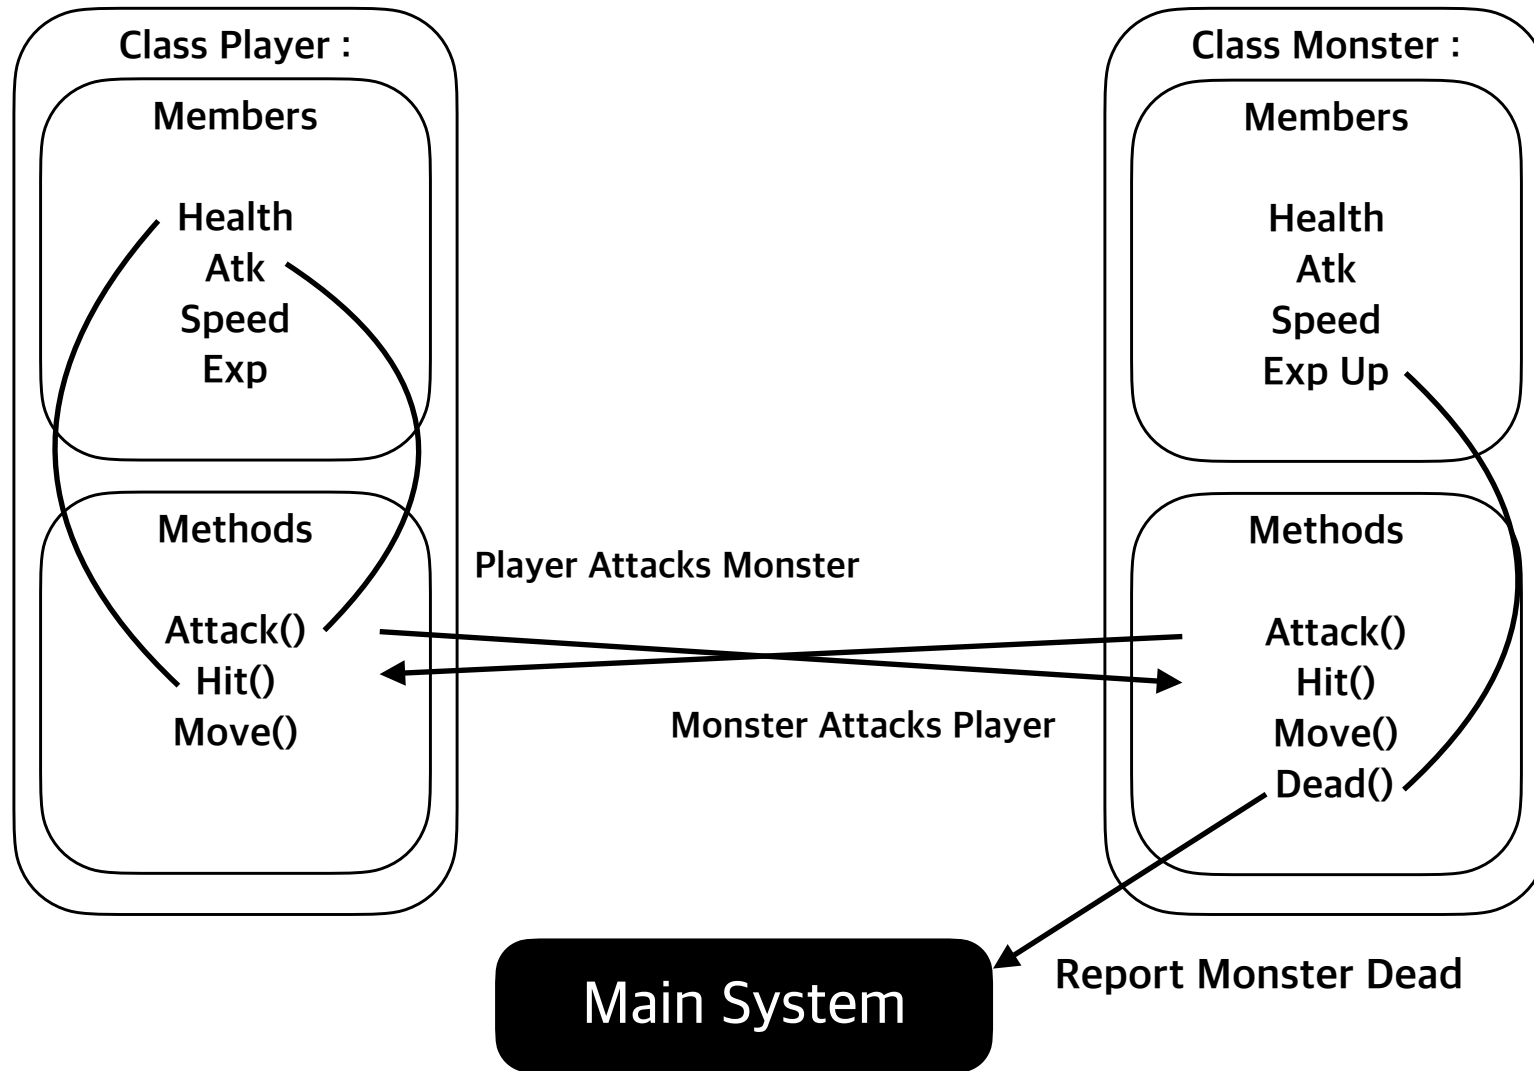 Class Player :
Members
Health
Atk
Speed
Exp
Methods
Attack()
Hit()
Move()
Player Attacks Monster
Monster Attacks Player
Class Monster :
Members
Health
Atk
Speed
Exp Up
Methods
Attack()
Hit()
Move()
Dead()
Report Monster Dead
Main System